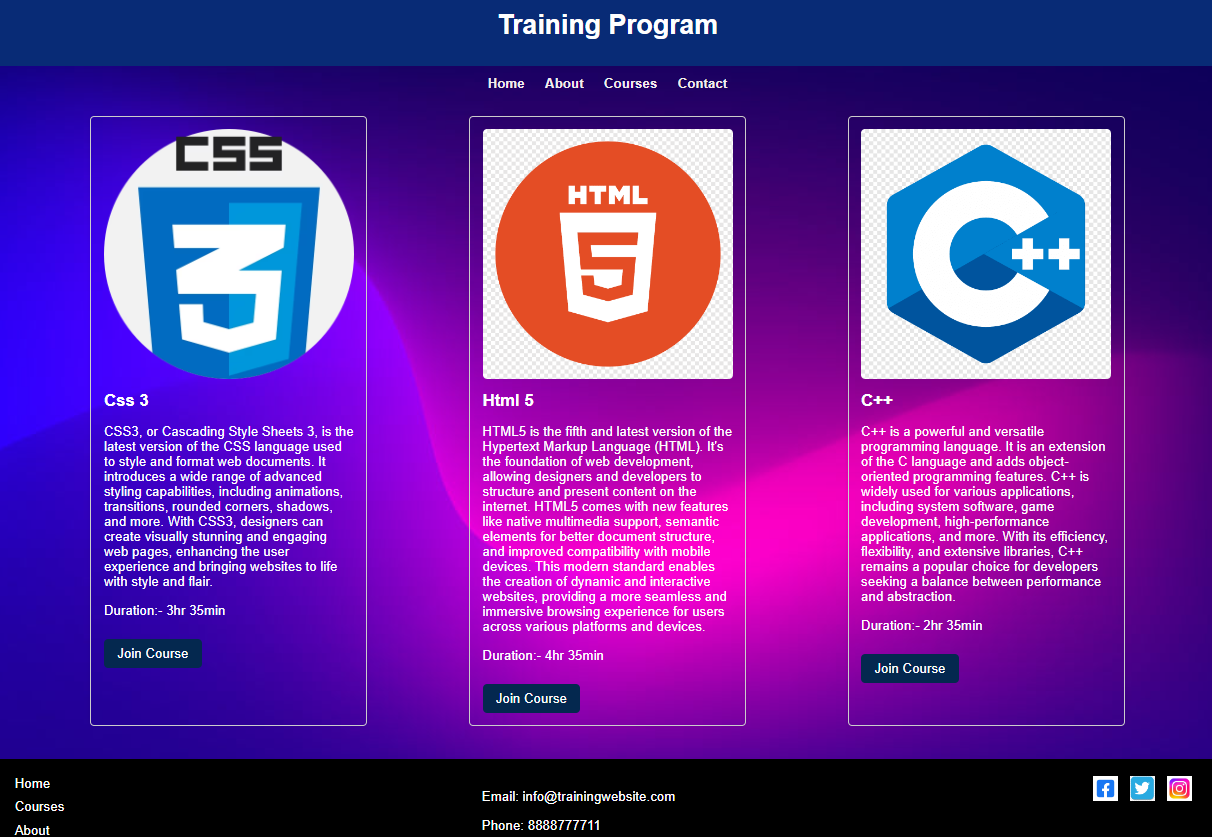 Training Program
Home About Courses Contact
CSS
3
Css 3
CSS3, or Cascading Style Sheets 3, is the
latest version of the CSS language used
to style and format web documents. It
introduces a wide range of advanced
styling capabilities, including animations,
transitions, rounded corners, shadows,
and more. With CSS3, designers can
create visually stunning and engaging
web pages, enhancing the user
experience and bringing websites to life
with style and flair.
Duration:- 3hr 35min
Join Course
HTML
5
Html 5
HTML5 is the fifth and latest version of the
Hypertext Markup Language (HTML). It's
the foundation of web development,
allowing designers and developers to
structure and present content on the
internet. HTML5 comes with new features
like native multimedia support, semantic
elements for better document structure,
and improved compatibility with mobile
devices. This modern standard enables
the creation of dynamic and interactive
websites, providing a more seamless and
immersive browsing experience for users
across various platforms and devices.
Duration:- 4hr 35min
Join Course
C++
C++
C++ is a powerful and versatile
programming language. It is an extension
of the C language and adds object-
oriented programming features. C++ is
widely used for various applications,
including system software, game
development, high-performance
applications, and more. With its efficiency,
flexibility, and extensive libraries, C++
remains a popular choice for developers
seeking a balance between performance
and abstraction.
Duration:- 2hr 35min
Join Course
Home
Courses
About
Email: info@trainingwebsite.com
Phone: 8888777711